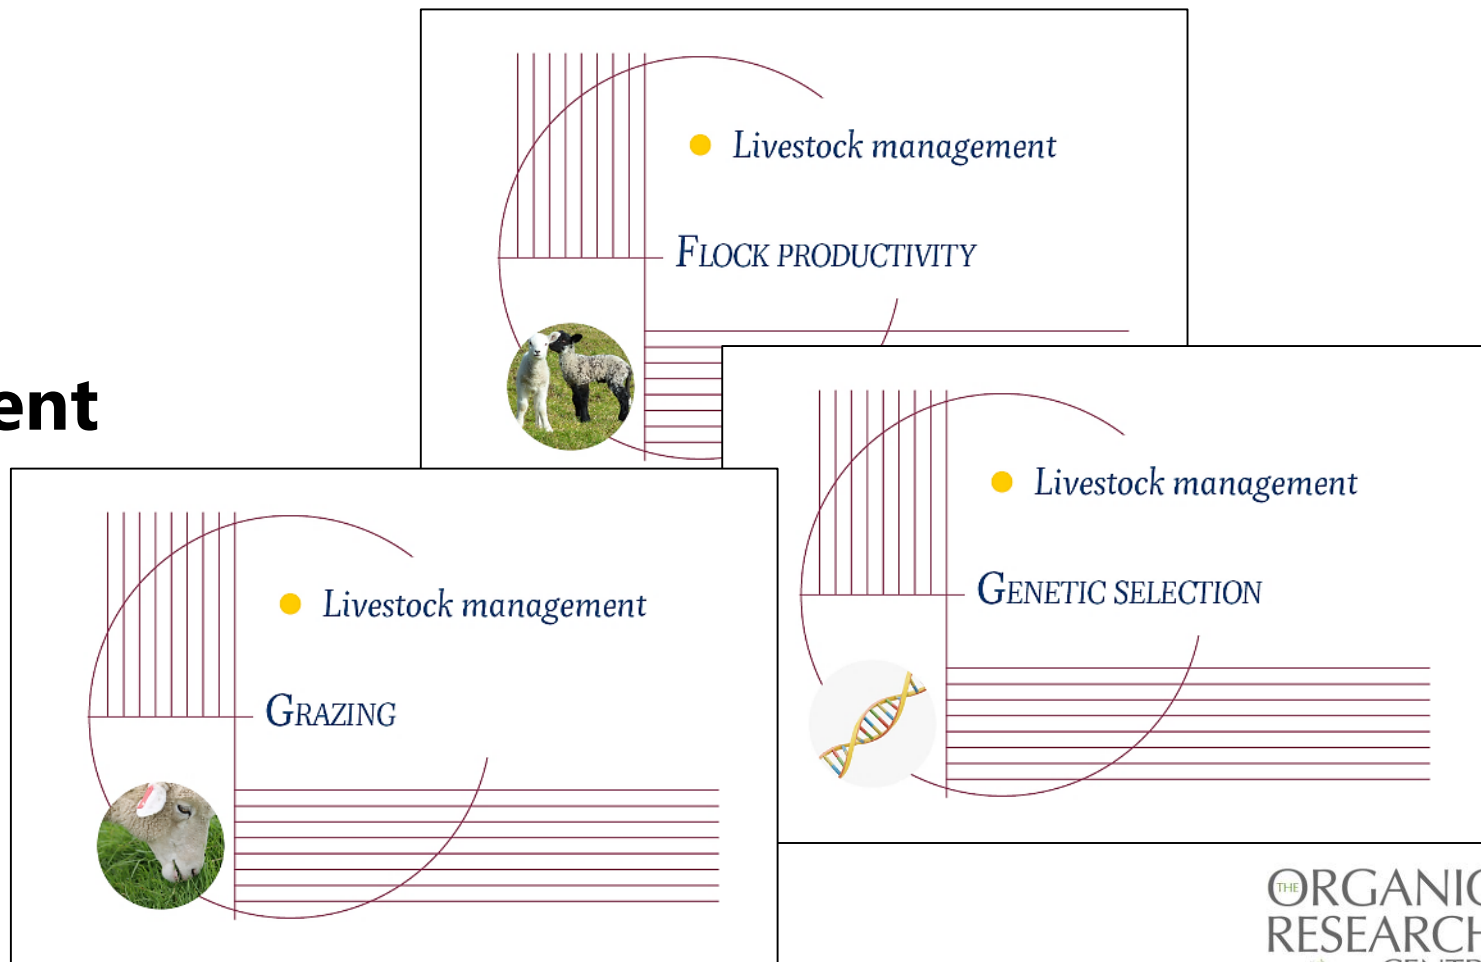 Livestock management
FLOCK PRODUCTIVITY
ent
Livestock management
GENETIC SELECTION
Livestock management
GRAZING
THE ORGANIC
RESEARCH